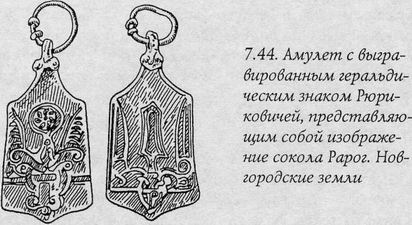 7.44. Амулет с выгра-
вированным геральди-
ческим знаком Рюри-
ковичей, представляю-
щим собой изображе-
ние сокола Рарог. Нов-
городские земли